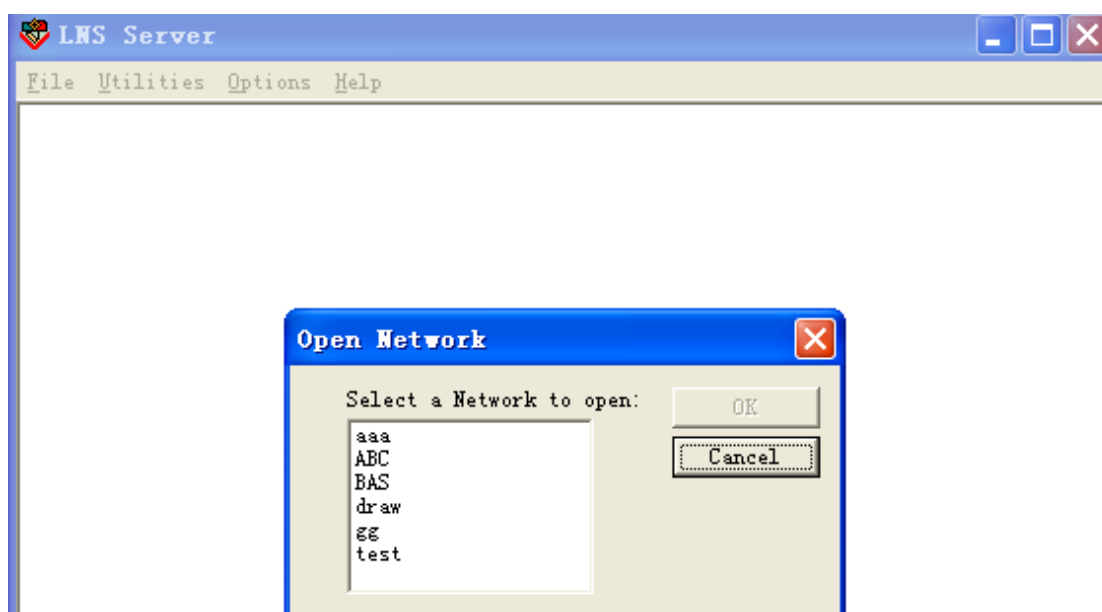 LNS Server
File Utilities Options Help
Open Network
Select a Network to open:
OK
Cancel
aaa
ABC
BAS
draw
gg
test